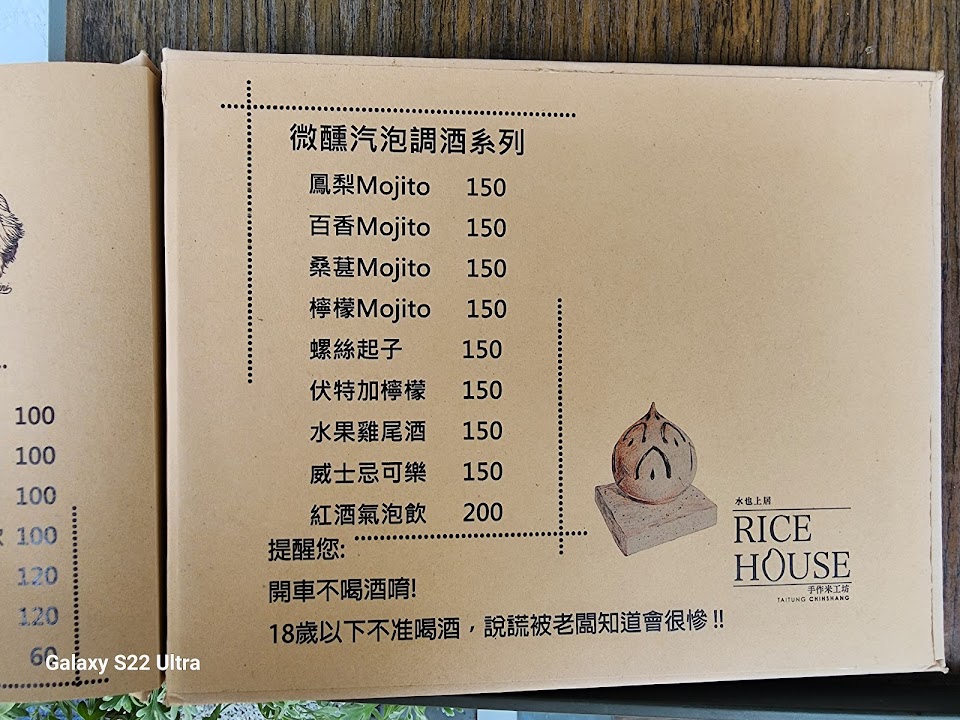 微醺汽泡調酒系列
鳳梨Mojito 150
百香Mojito 150
桑葚Mojito 150
檸檬Mojito 150
螺絲起子 150
伏特加檸檬 150
水果雞尾酒 150
威士忌可樂 150
紅酒氣泡飲 200
提醒您:
開車不喝酒唷!
18歲以下不准喝酒，說謊被老闆知道會很慘!!
水也上居
RICE
HOUSE
手作米工坊
TAITUNG CHIHSHANG
100
100
100
100
120
120
60
Galaxy S22 Ultra